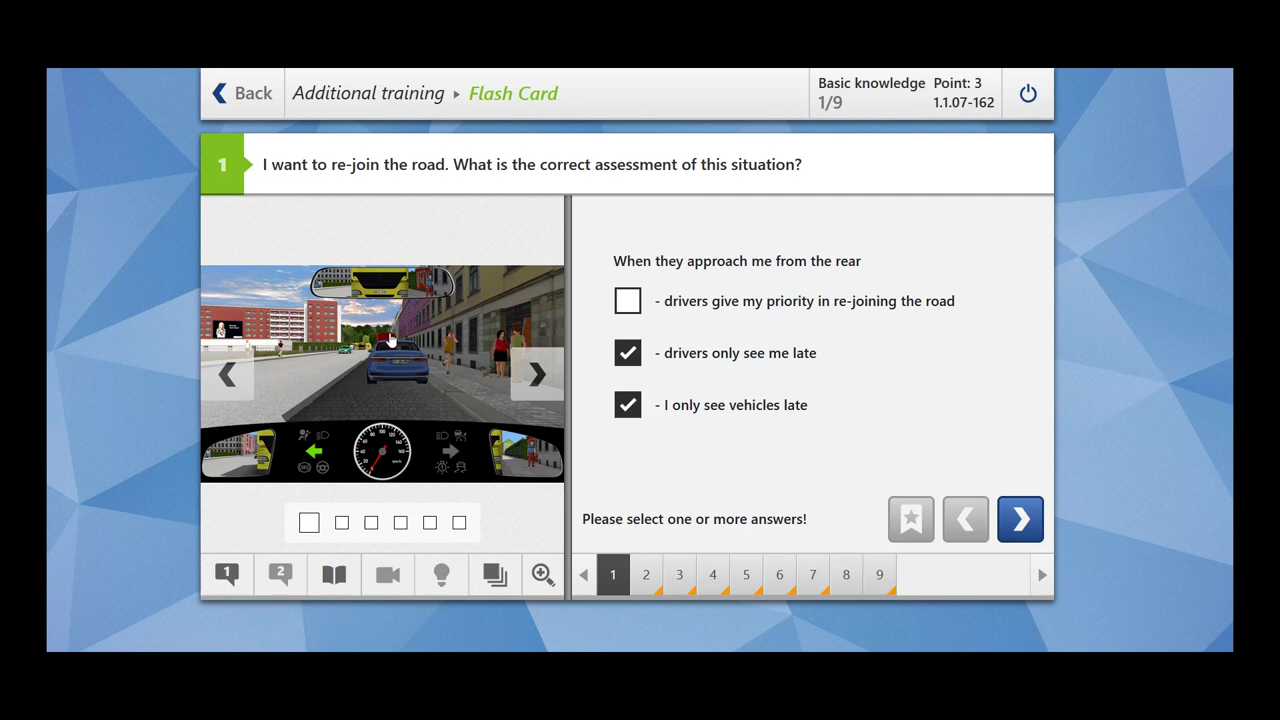 Back
Additional training ▸ Flash Card
Basic knowledge Point: 3
1/9 1.1.07-162
1 I want to re-join the road. What is the correct assessment of this situation?
When they approach me from the rear
- drivers give my priority in re-joining the road
- drivers only see me late
- I only see vehicles late
Please select one or more answers!
1 2
1 2 3 4 5 6 7 8 9